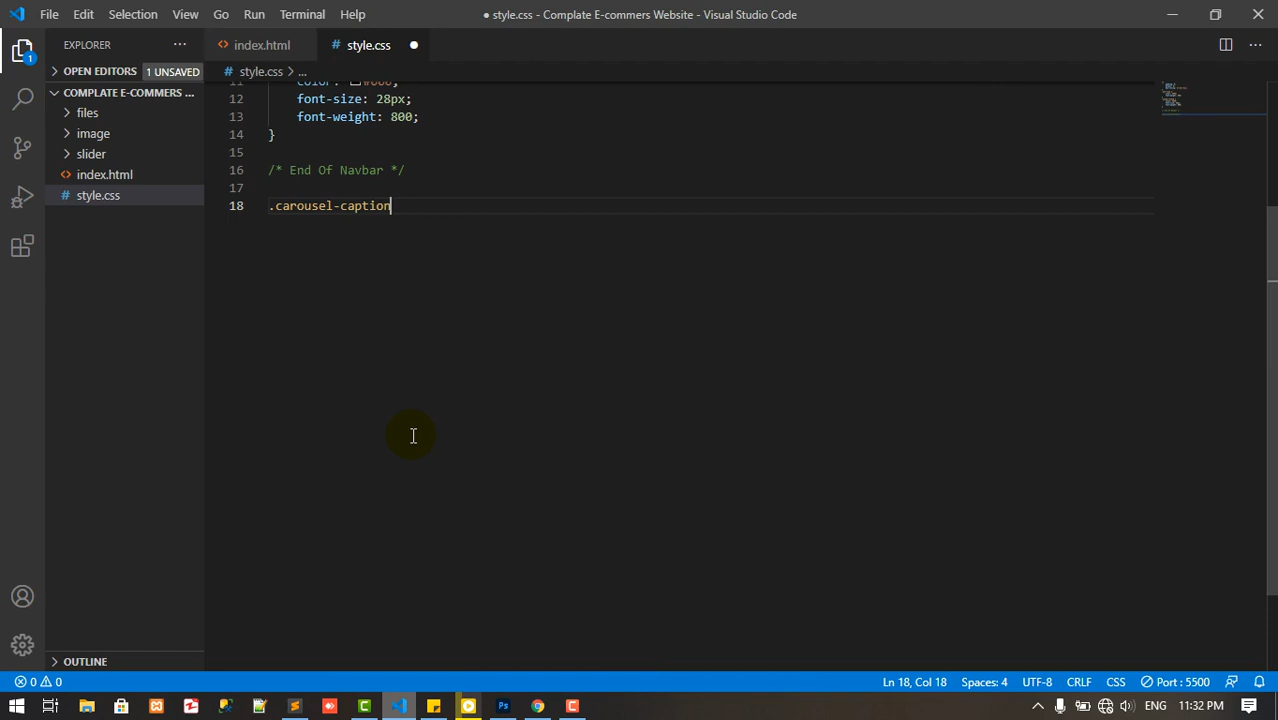 File Edit Selection View Go Run Terminal Help
● style.css - Complate E-commers Website - Visual Studio Code
EXPLORER
index.html
style.css
OPEN EDITORS 1 UNSAVED
style.css > ...
COMPLATE E-COMMERS ...
files
image
slider
index.html
style.css
12 font-size: 28px;
13 font-weight: 800;
14 }
15
16 /* End Of Navbar */
17
18 .carousel-caption
1
OUTLINE
0 0
Ln 18, Col 18 Spaces: 4 UTF-8 CRLF CSS Port : 5500
ENG 11:32 PM